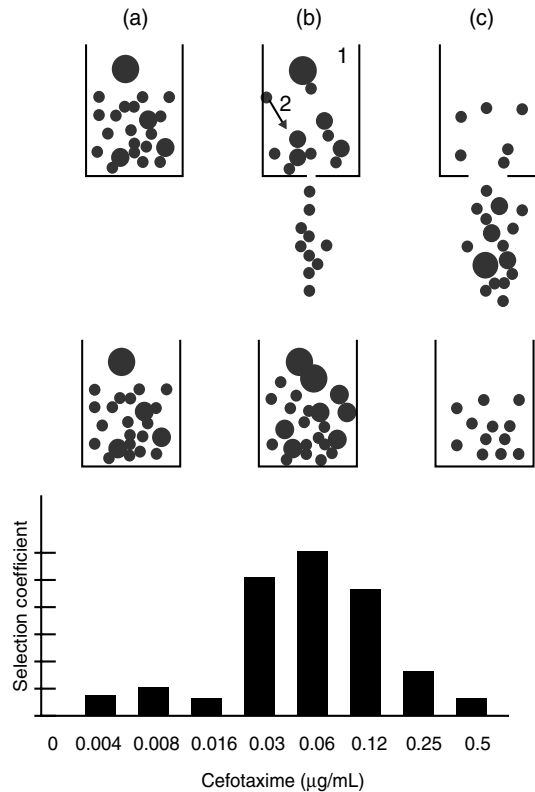 (a) (b) (c)
1
2
Selection coefficient
0 0.004 0.008 0.016 0.03 0.06 0.12 0.25 0.5
Cefotaxime (μg/mL)